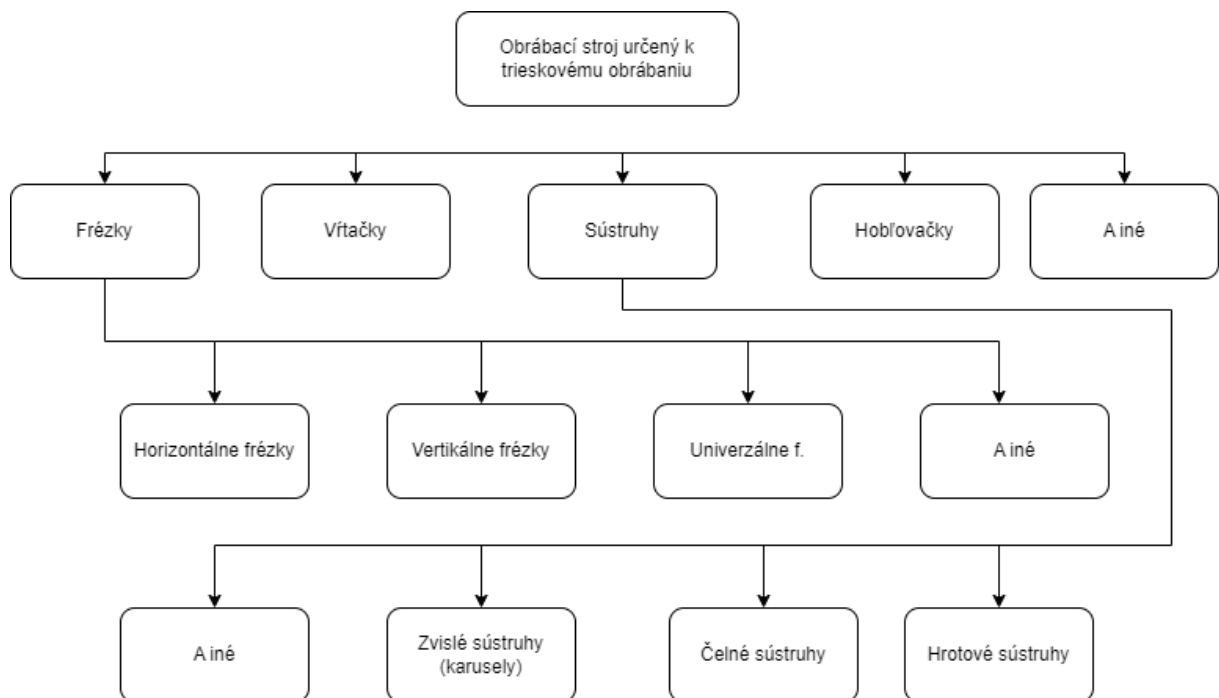 Obrábací stroj určený k
trieskovému obrábaniu
Frézky
Vŕtačky
Sústruhy
Hobľovačky
A iné
Horizontálne frézky
Vertikálne frézky
Univerzálne f.
A iné
A iné
Zvislé sústruhy
(karusely)
Čelné sústruhy
Hrotové sústruhy